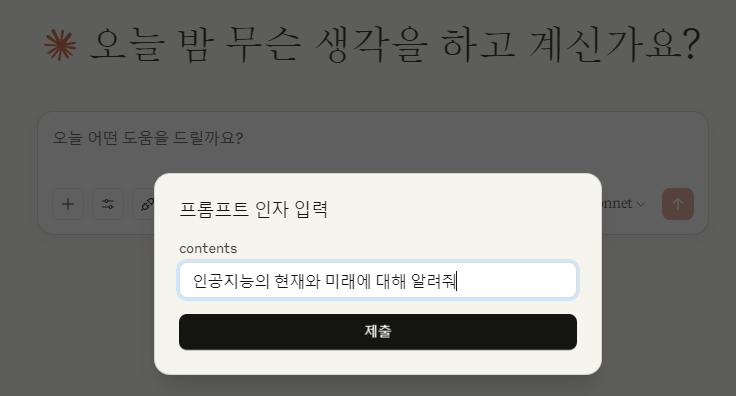 오늘 밤 무슨 생각을 하고 계신가요?
오늘 어떤 도움을 드릴까요?
프롬프트 인자 입력
contents
인공지능의 현재와 미래에 대해 알려줘
onnet
제출